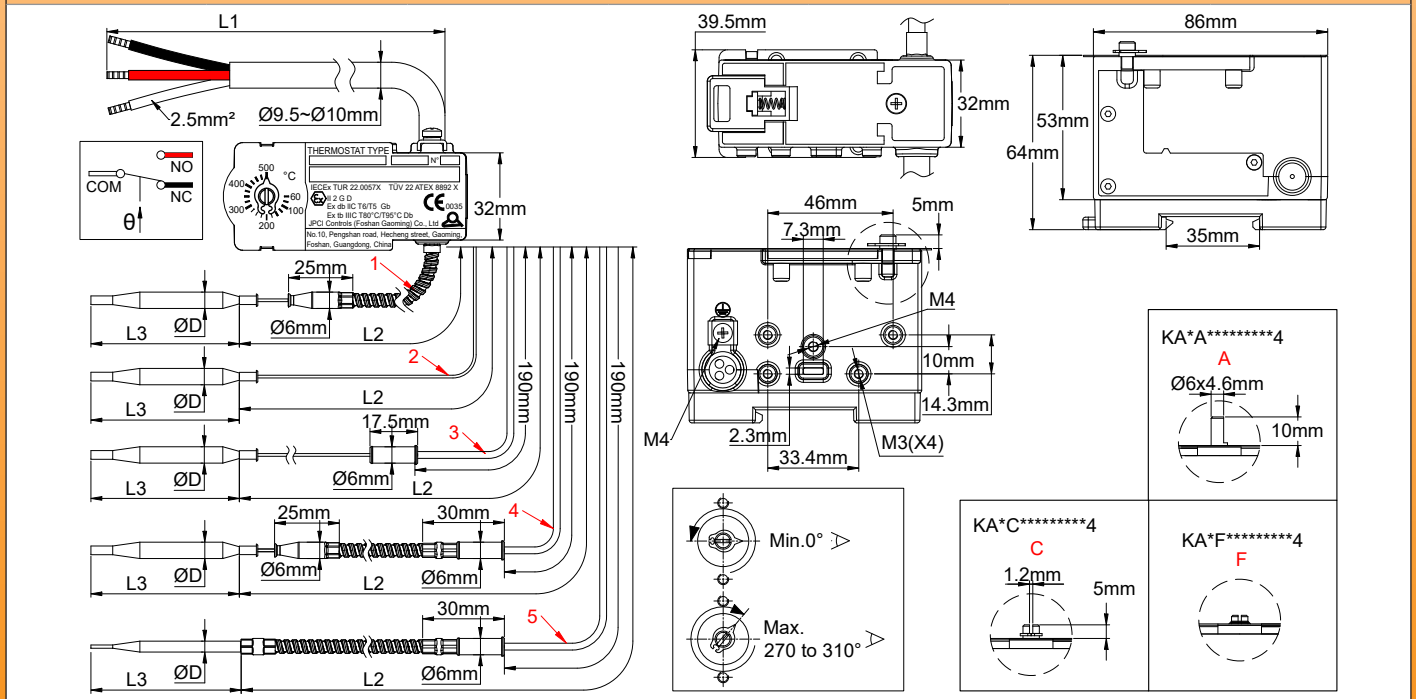 L1
2.5mm²
Ø9.5~Ø10mm
NO
COM
NC
θ
THERMOSTAT TYPE
N°
500
°C
400
60
300
100
200
IECEx TUR 22.0057X TÜV 22 ATEX 8892 X
Ex II 2 G D
Ex db IIC T6/T5 Gb
Ex tb IIIC T80°C/T95°C Db
CE 0035
JPCI Controls (Foshan Gaoming) Co., Ltd
No.10, Pengshan road, Hecheng street, Gaoming,
Foshan, Guangdong, China
32mm
1
25mm
ØD
Ø6mm
L3
L2
2
ØD
L3
L2
17.5mm
3
ØD
Ø6mm
L3
L2
190mm
190mm
190mm
25mm
30mm
4
ØD
Ø6mm
Ø6mm
L3
L2
30mm
5
ØD
Ø6mm
L3
L2
39.5mm
32mm
86mm
53mm
64mm
35mm
46mm
5mm
7.3mm
M4
10mm
14.3mm
M4
2.3mm
M3(X4)
33.4mm
Min.0°
Max.
270 to 310°
KA*A*********4
A
Ø6x4.6mm
10mm
KA*C*********4
C
1.2mm
5mm
KA*F*********4
F